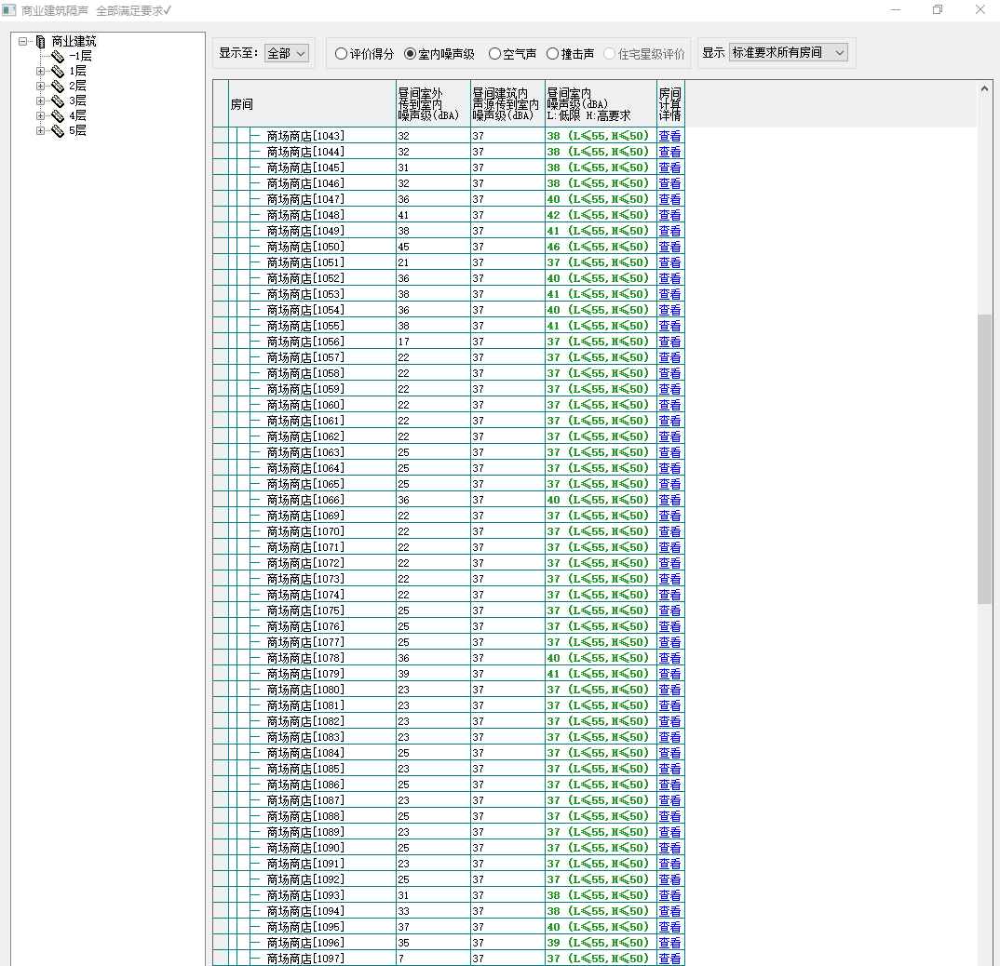 商业建筑隔声 全部满足要求√
商业建筑
-1层
1层
2层
3层
4层
5层
显示至: 全部 评价得分 室内噪声级 空气声 撞击声 住宅星级评价 显示 标准要求所有房间
房间
昼间室外
传到室内
噪声级(dBA)
昼间建筑内
声源传到室内
噪声级(dBA)
昼间室内
噪声级(dBA)
L:低限 H:高要求
房间
计算
详情
商场商店[1043] 32 37 38 (L≤55,H≤50) 查看
商场商店[1044] 32 37 38 (L≤55,H≤50) 查看
商场商店[1045] 31 37 38 (L≤55,H≤50) 查看
商场商店[1046] 32 37 38 (L≤55,H≤50) 查看
商场商店[1047] 36 37 40 (L≤55,H≤50) 查看
商场商店[1048] 41 37 42 (L≤55,H≤50) 查看
商场商店[1049] 38 37 41 (L≤55,H≤50) 查看
商场商店[1050] 45 37 46 (L≤55,H≤50) 查看
商场商店[1051] 21 37 37 (L≤55,H≤50) 查看
商场商店[1052] 36 37 40 (L≤55,H≤50) 查看
商场商店[1053] 38 37 41 (L≤55,H≤50) 查看
商场商店[1054] 36 37 40 (L≤55,H≤50) 查看
商场商店[1055] 38 37 41 (L≤55,H≤50) 查看
商场商店[1056] 17 37 37 (L≤55,H≤50) 查看
商场商店[1057] 22 37 37 (L≤55,H≤50) 查看
商场商店[1058] 22 37 37 (L≤55,H≤50) 查看
商场商店[1059] 22 37 37 (L≤55,H≤50) 查看
商场商店[1060] 22 37 37 (L≤55,H≤50) 查看
商场商店[1061] 22 37 37 (L≤55,H≤50) 查看
商场商店[1062] 22 37 37 (L≤55,H≤50) 查看
商场商店[1063] 25 37 37 (L≤55,H≤50) 查看
商场商店[1064] 25 37 37 (L≤55,H≤50) 查看
商场商店[1065] 25 37 37 (L≤55,H≤50) 查看
商场商店[1066] 36 37 40 (L≤55,H≤50) 查看
商场商店[1069] 22 37 37 (L≤55,H≤50) 查看
商场商店[1070] 22 37 37 (L≤55,H≤50) 查看
商场商店[1071] 22 37 37 (L≤55,H≤50) 查看
商场商店[1072] 22 37 37 (L≤55,H≤50) 查看
商场商店[1073] 22 37 37 (L≤55,H≤50) 查看
商场商店[1074] 22 37 37 (L≤55,H≤50) 查看
商场商店[1075] 25 37 37 (L≤55,H≤50) 查看
商场商店[1076] 25 37 37 (L≤55,H≤50) 查看
商场商店[1077] 25 37 37 (L≤55,H≤50) 查看
商场商店[1078] 36 37 40 (L≤55,H≤50) 查看
商场商店[1079] 39 37 41 (L≤55,H≤50) 查看
商场商店[1080] 23 37 37 (L≤55,H≤50) 查看
商场商店[1081] 23 37 37 (L≤55,H≤50) 查看
商场商店[1082] 23 37 37 (L≤55,H≤50) 查看
商场商店[1083] 23 37 37 (L≤55,H≤50) 查看
商场商店[1084] 25 37 37 (L≤55,H≤50) 查看
商场商店[1085] 23 37 37 (L≤55,H≤50) 查看
商场商店[1086] 25 37 37 (L≤55,H≤50) 查看
商场商店[1087] 23 37 37 (L≤55,H≤50) 查看
商场商店[1088] 25 37 37 (L≤55,H≤50) 查看
商场商店[1089] 23 37 37 (L≤55,H≤50) 查看
商场商店[1090] 25 37 37 (L≤55,H≤50) 查看
商场商店[1091] 23 37 37 (L≤55,H≤50) 查看
商场商店[1092] 25 37 37 (L≤55,H≤50) 查看
商场商店[1093] 31 37 38 (L≤55,H≤50) 查看
商场商店[1094] 33 37 38 (L≤55,H≤50) 查看
商场商店[1095] 37 37 40 (L≤55,H≤50) 查看
商场商店[1096] 35 37 39 (L≤55,H≤50) 查看
商场商店[1097] 7 37 37 (L≤55,H≤50) 查看